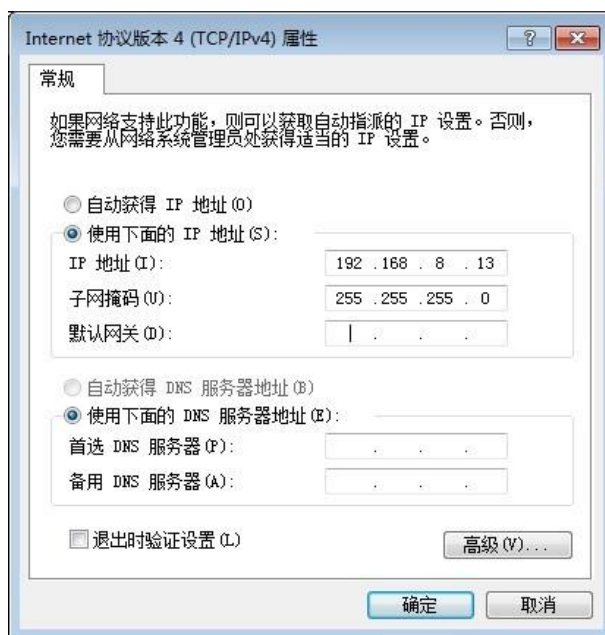 Internet 协议版本 4 (TCP/IPv4) 属性
常规
如果网络支持此功能，则可以获取自动指派的 IP 设置。否则，
您需要从网络系统管理员处获得适当的 IP 设置。
自动获得 IP 地址(O)
使用下面的 IP 地址(S):
IP 地址(I): 192 .168 . 8 . 13
子网掩码(U): 255 .255 .255 . 0
默认网关(D): . . .
自动获得 DNS 服务器地址(B)
使用下面的 DNS 服务器地址(E):
首选 DNS 服务器(P): . . .
备用 DNS 服务器(A): . . .
退出时验证设置(L)
高级(V)...
确定 取消